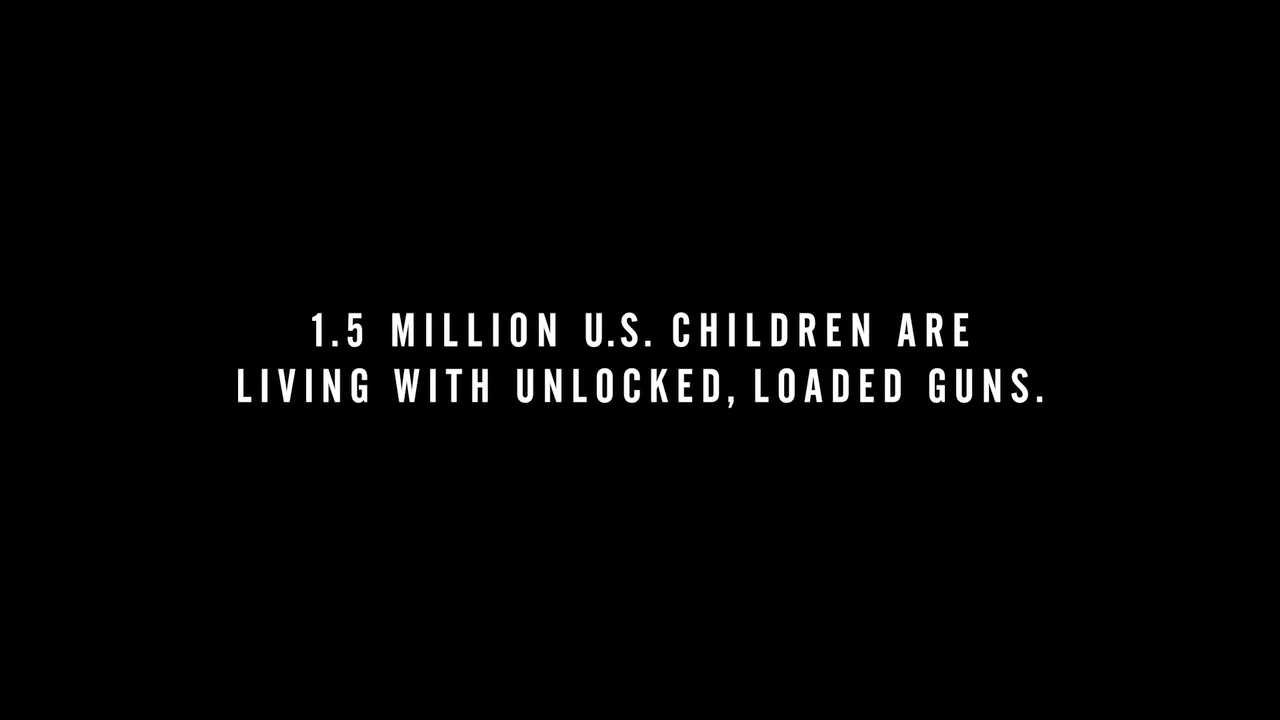 1.5 MILLION U.S. CHILDREN ARE
LIVING WITH UNLOCKED, LOADED GUNS.